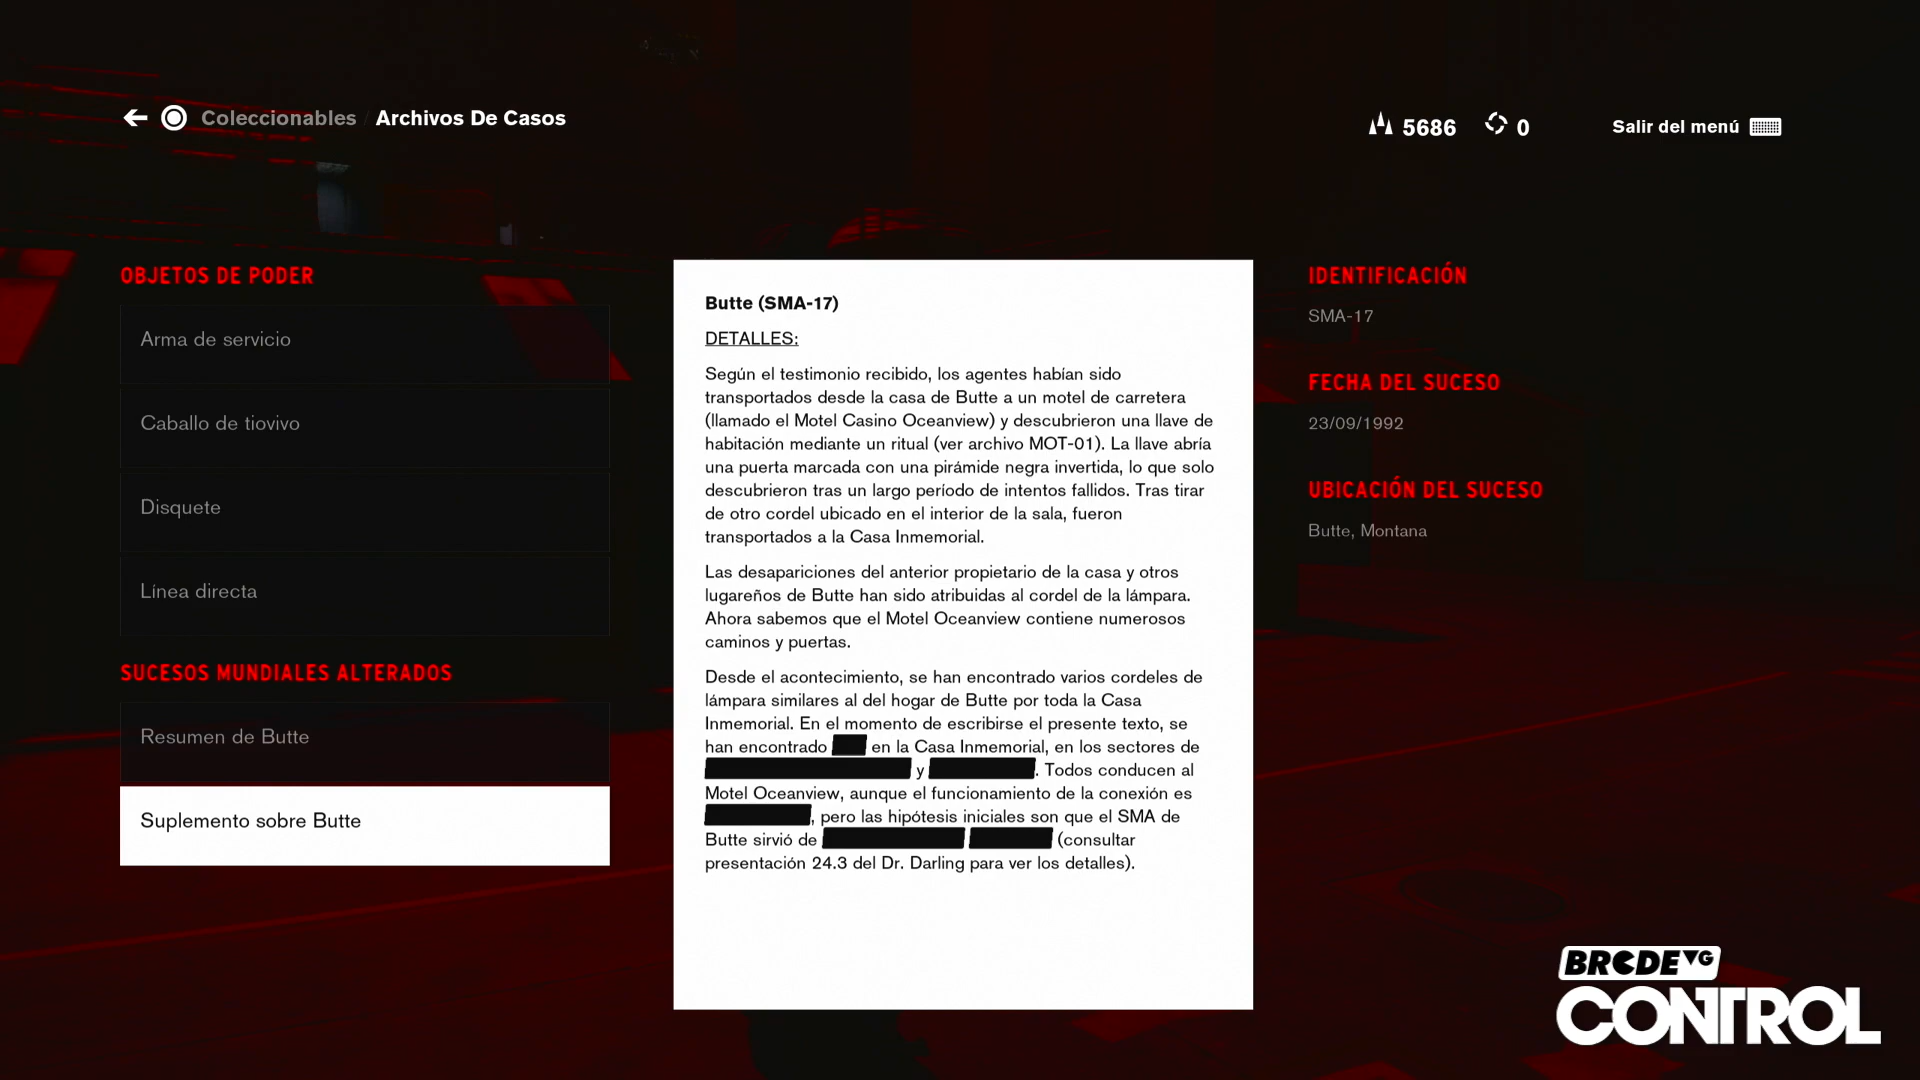 Coleccionables / Archivos De Casos
5686 0 Salir del menú
OBJETOS DE PODER
Arma de servicio
Caballo de tiovivo
Disquete
Línea directa
SUCESOS MUNDIALES ALTERADOS
Resumen de Butte
Suplemento sobre Butte
Butte (SMA-17)
DETALLES:
Según el testimonio recibido, los agentes habían sido
transportados desde la casa de Butte a un motel de carretera
(llamado el Motel Casino Oceanview) y descubrieron una llave de
habitación mediante un ritual (ver archivo MOT-01). La llave abría
una puerta marcada con una pirámide negra invertida, lo que solo
descubrieron tras un largo período de intentos fallidos. Tras tirar
de otro cordel ubicado en el interior de la sala, fueron
transportados a la Casa Inmemorial.
Las desapariciones del anterior propietario de la casa y otros
lugareños de Butte han sido atribuidas al cordel de la lámpara.
Ahora sabemos que el Motel Oceanview contiene numerosos
caminos y puertas.
Desde el acontecimiento, se han encontrado varios cordeles de
lámpara similares al del hogar de Butte por toda la Casa
Inmemorial. En el momento de escribirse el presente texto, se
han encontrado en la Casa Inmemorial, en los sectores de
y . Todos conducen al
Motel Oceanview, aunque el funcionamiento de la conexión es
, pero las hipótesis iniciales son que el SMA de
Butte sirvió de (consultar
presentación 24.3 del Dr. Darling para ver los detalles).
IDENTIFICACIÓN
SMA-17
FECHA DEL SUCESO
23/09/1992
UBICACIÓN DEL SUCESO
Butte, Montana
BRCDEVG
CONTROL